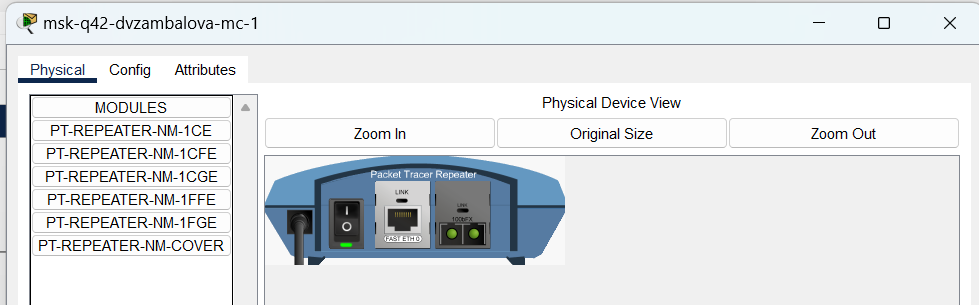 msk-q42-dvzambalova-mc-1
Physical Config Attributes
MODULES
PT-REPEATER-NM-1CE
PT-REPEATER-NM-1CFE
PT-REPEATER-NM-1CGE
PT-REPEATER-NM-1FFE
PT-REPEATER-NM-1FGE
PT-REPEATER-NM-COVER
Physical Device View
Zoom In Original Size Zoom Out
Packet Tracer Repeater
LINK
LINK
100bFX
FAST ETH 0